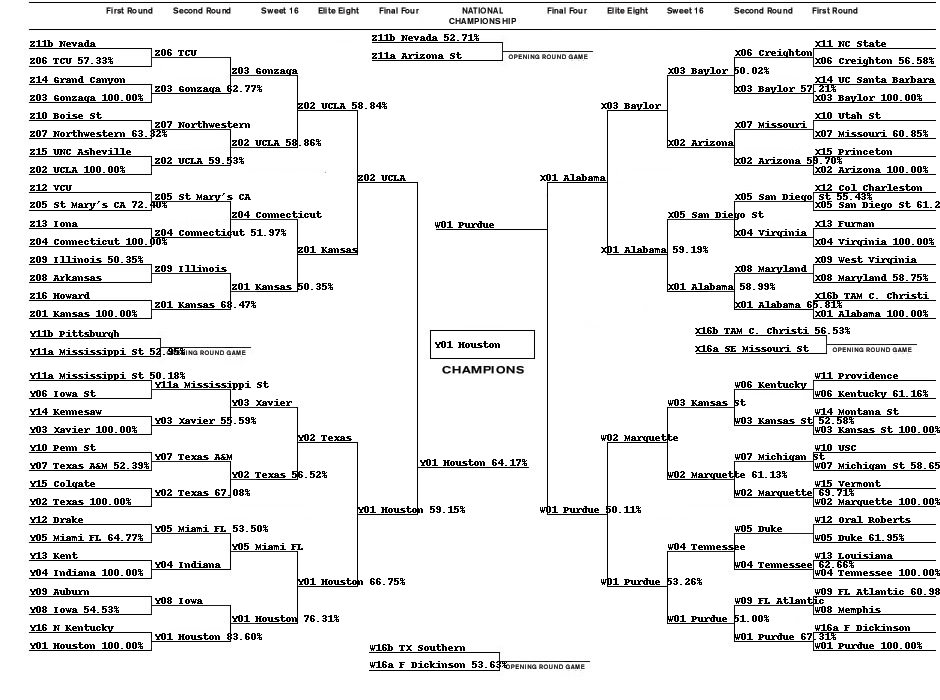 First Round
Second Round
Sweet 16
Elite Eight
Final Four
NATIONAL
CHAMPIONSHIP
Final Four
Elite Eight
Sweet 16
Second Round
First Round
Z11b Nevada
Z06 TCU 57.33%
Z14 Grand Canyon
Z03 Gonzaga 100.00%
Z10 Boise St
Z07 Northwestern 63.32%
Z15 UNC Asheville
Z02 UCLA 100.00%
Z12 VCU
Z05 St Mary's CA 72.40%
Z13 Iona
Z04 Connecticut 100.00%
Z09 Illinois 50.35%
Z08 Arkansas
Z16 Howard
Z01 Kansas 100.00%
Z06 TCU
Z03 Gonzaga 62.77%
Z07 Northwestern
Z02 UCLA 59.53%
Z05 St Mary's CA
Z04 Connecticut 51.97%
Z09 Illinois
Z01 Kansas 68.47%
Z03 Gonzaga
Z02 UCLA 58.86%
Z04 Connecticut
Z01 Kansas 50.35%
Z02 UCLA 58.84%
Z01 Kansas
Z02 UCLA
Z11b Nevada 52.71%
Z11a Arizona St
OPENING ROUND GAME
Y11b Pittsburgh
Y11a Mississippi St 52.95%
OPENING ROUND GAME
Y11a Mississippi St 50.18%
Y06 Iowa St
Y14 Kennesaw
Y03 Xavier 100.00%
Y10 Penn St
Y07 Texas A&M 52.39%
Y15 Colgate
Y02 Texas 100.00%
Y12 Drake
Y05 Miami FL 64.77%
Y13 Kent
Y04 Indiana 100.00%
Y09 Auburn
Y08 Iowa 54.53%
Y16 N Kentucky
Y01 Houston 100.00%
Y11a Mississippi St
Y03 Xavier 55.59%
Y07 Texas A&M
Y02 Texas 67.08%
Y05 Miami FL 53.50%
Y04 Indiana
Y08 Iowa
Y01 Houston 83.60%
Y03 Xavier
Y02 Texas 56.52%
Y05 Miami FL
Y01 Houston 76.31%
Y02 Texas
Y01 Houston 66.75%
Y01 Houston 59.15%
W01 Purdue
Y01 Houston
CHAMPIONS
Y01 Houston 64.17%
X01 Alabama
W01 Purdue 50.11%
X03 Baylor
X01 Alabama 59.19%
X03 Baylor 50.02%
X02 Arizona
X05 San Diego St
X01 Alabama 58.99%
X06 Creighton
X03 Baylor 57.21%
X07 Missouri
X02 Arizona 59.70%
X05 San Diego St 55.43%
X04 Virginia
X08 Maryland
X01 Alabama 65.81%
X11 NC State
X06 Creighton 56.58%
X14 UC Santa Barbara
X03 Baylor 100.00%
X10 Utah St
X07 Missouri 60.85%
X15 Princeton
X02 Arizona 100.00%
X12 Col Charleston
X05 San Diego St 61.2
X13 Furman
X04 Virginia 100.00%
X09 West Virginia
X08 Maryland 58.75%
X16b TAM C. Christi
X01 Alabama 100.00%
X16b TAM C. Christi 56.53%
X16a SE Missouri St
OPENING ROUND GAME
W02 Marquette
W01 Purdue 53.26%
W03 Kansas St
W02 Marquette 61.13%
W04 Tennessee
W01 Purdue 51.00%
W06 Kentucky
W03 Kansas St 52.58%
W07 Michigan St
W02 Marquette 69.71%
W05 Duke
W04 Tennessee 62.66%
W09 FL Atlantic
W01 Purdue 67.31%
W11 Providence
W06 Kentucky 61.16%
W14 Montana St
W03 Kansas St 100.00%
W10 USC
W07 Michigan St 58.65
W15 Vermont
W02 Marquette 100.00%
W12 Oral Roberts
W05 Duke 61.95%
W13 Louisiana
W04 Tennessee 100.00%
W09 FL Atlantic 60.98
W08 Memphis
W16a F Dickinson
W01 Purdue 100.00%
W16b TX Southern
W16a F Dickinson 53.63%
OPENING ROUND GAME